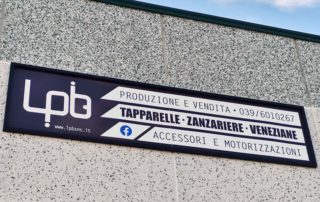 lpb
www.lpbsnc.it
PRODUZIONE E VENDITA • 039/6010267
TAPPARELLE • ZANZARIERE • VENEZIANE
ACCESSORI E MOTORIZZAZIONI